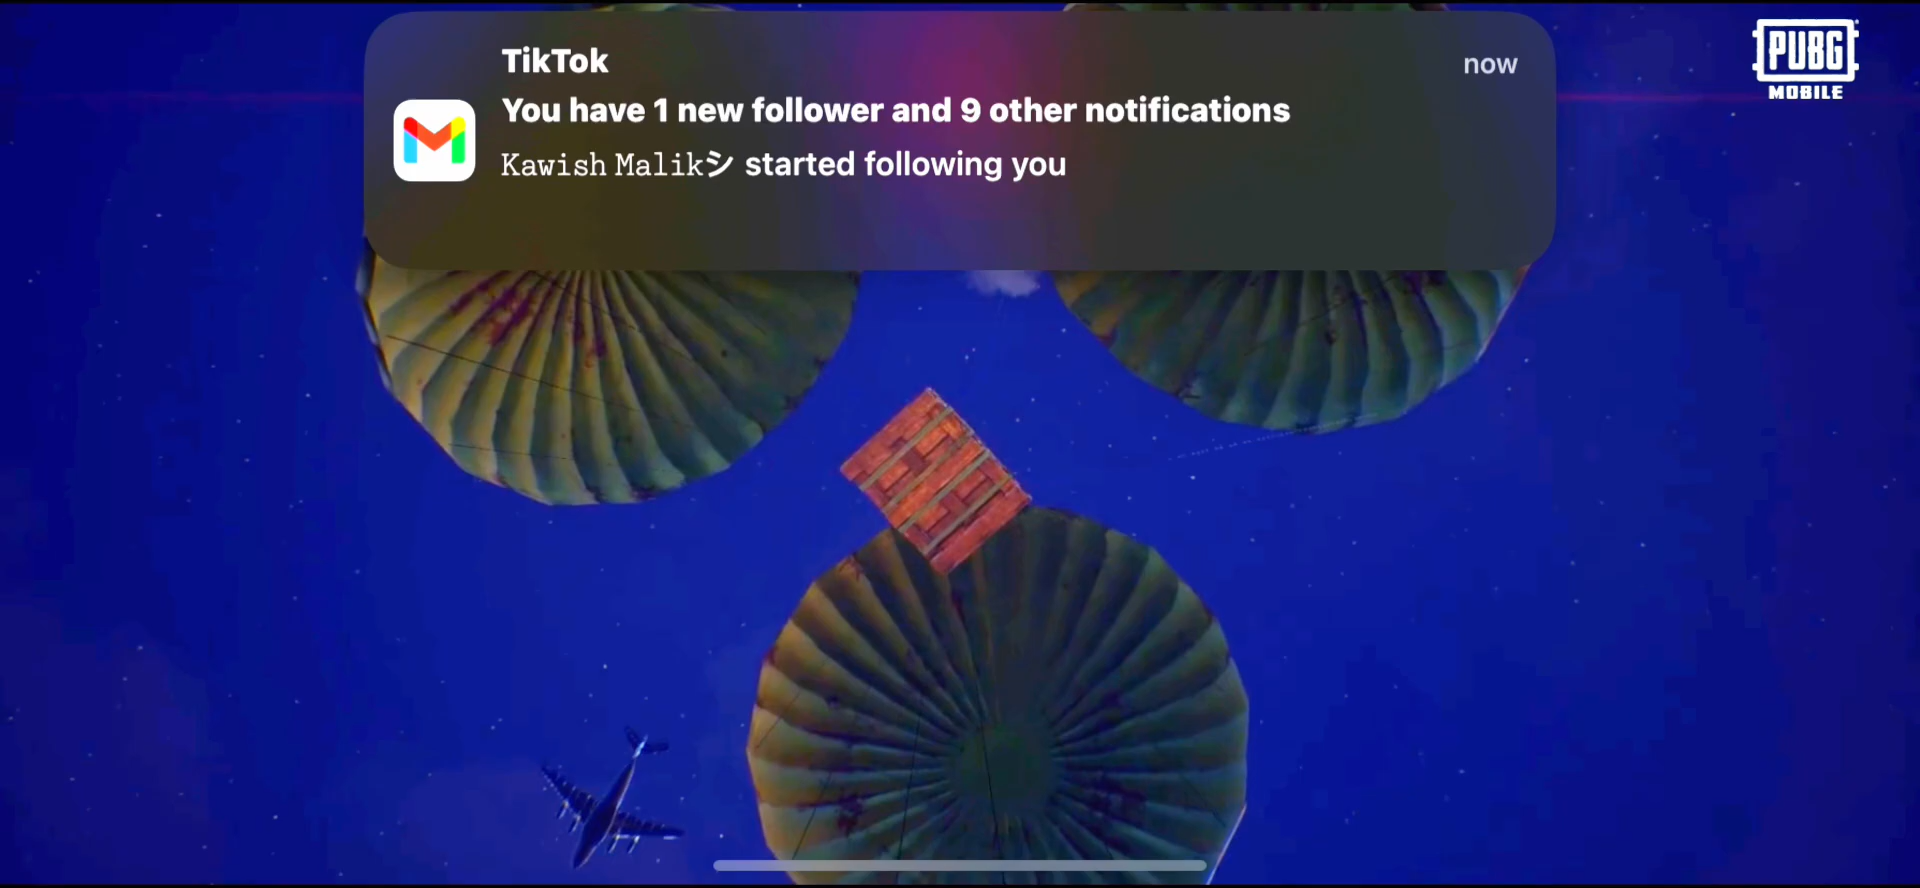 TikTok
now
You have 1 new follower and 9 other notifications
Kawish Malikシ started following you
PUBG
MOBILE